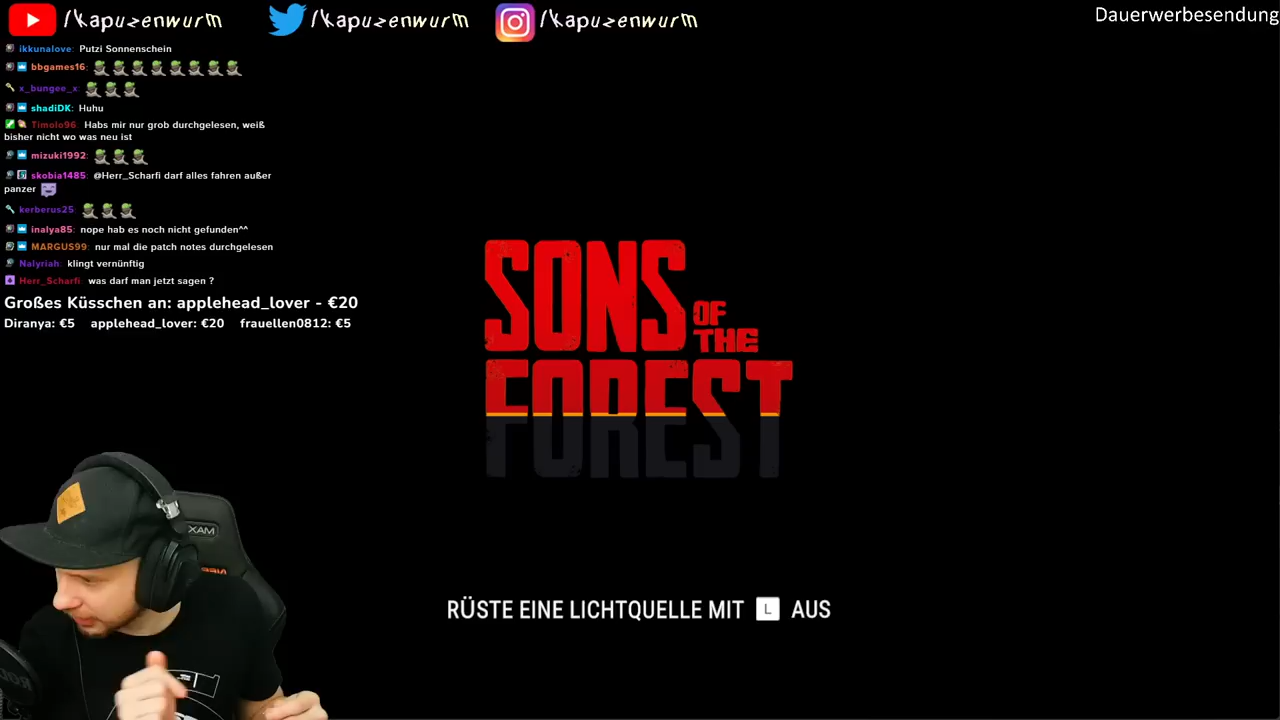 /kapuzenwurm
/kapuzenwurm
/kapuzenwurm
Dauerwerbesendung
ikkunalove: Putzi Sonnenschein
bbgames16:
x_bungee_x:
shadiDK: Huhu
Timolo96: Habs mir nur grob durchgelesen, weiß
bisher nicht wo was neu ist
mizuki1992:
skobia1485: @Herr_Scharfi darf alles fahren außer
panzer
kerberus25:
inalya85: nope hab es noch nicht gefunden^^
MARGUS99: nur mal die patch notes durchgelesen
Nalyriah: klingt vernünftig
Herr_Scharfi: was darf man jetzt sagen ?
Großes Küsschen an: applehead_lover - €20
Diranya: €5 applehead_lover: €20 frauellen0812: €5
SONS
OF
THE
FOREST
RÜSTE EINE LICHTQUELLE MIT L AUS